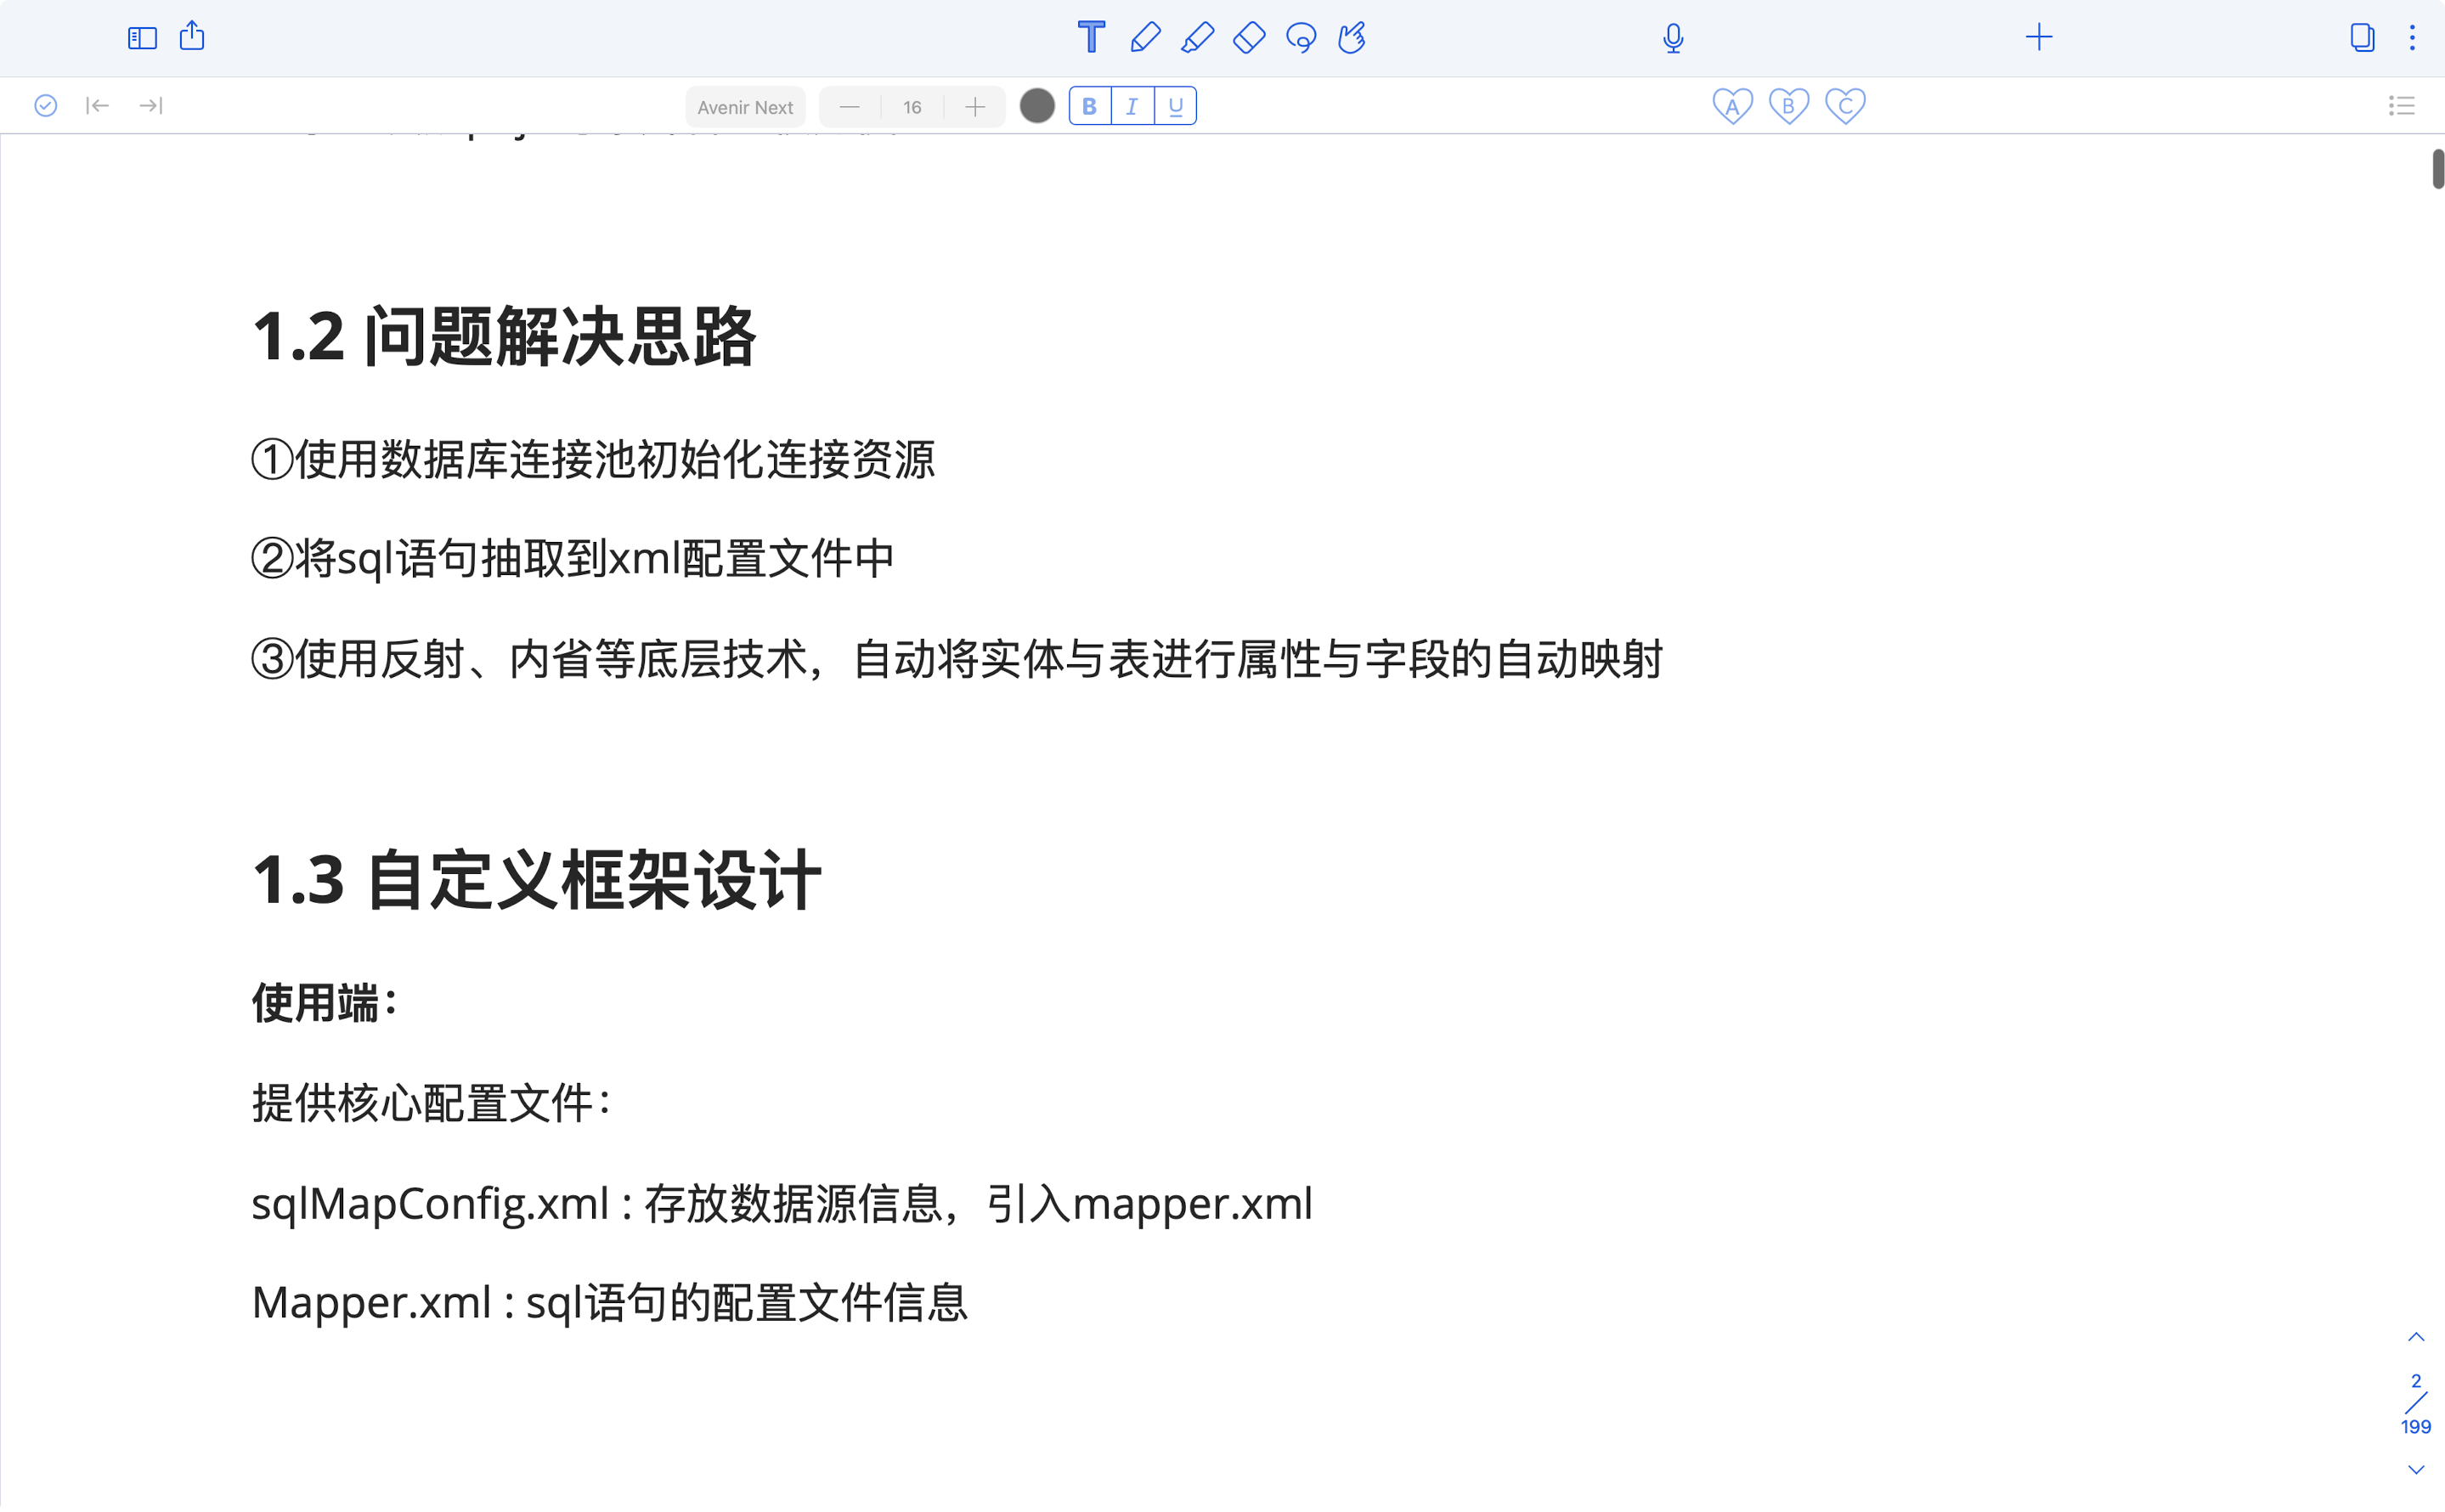 Avenir Next
16
B I U
A B C
1.2 问题解决思路
①使用数据库连接池初始化连接资源
②将sql语句抽取到xml配置文件中
③使用反射、内省等底层技术，自动将实体与表进行属性与字段的自动映射
1.3 自定义框架设计
使用端：
提供核心配置文件：
sqlMapConfig.xml : 存放数据源信息，引入mapper.xml
Mapper.xml : sql语句的配置文件信息
2
199